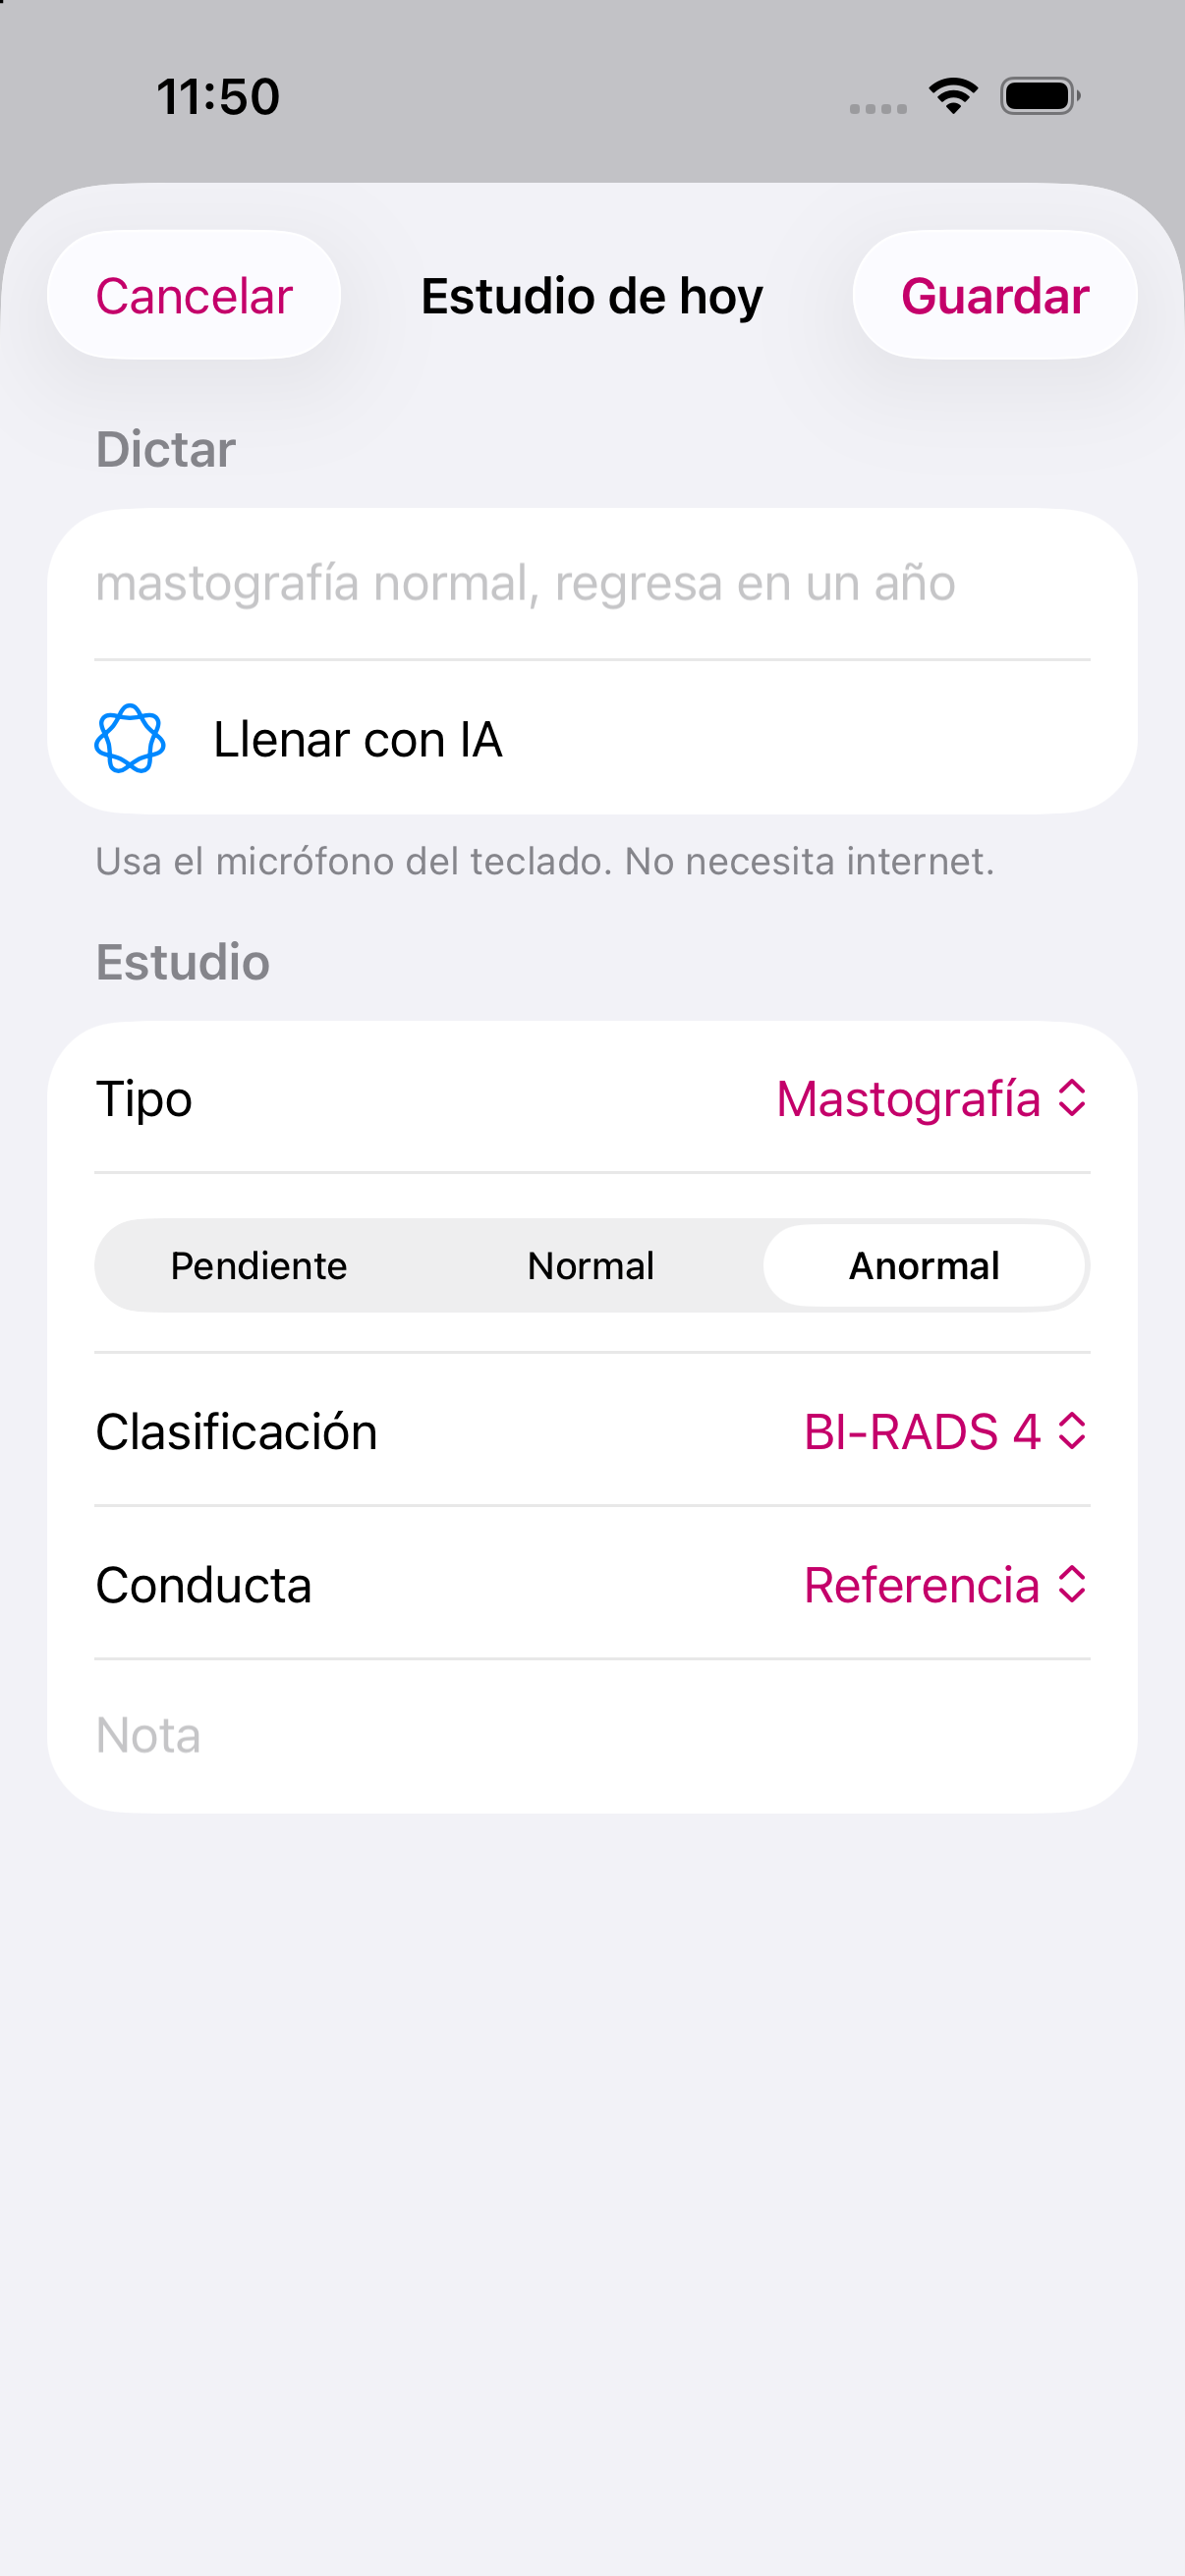 11:50
Cancelar
Estudio de hoy
Guardar
Dictar
mastografía normal, regresa en un año
Llenar con IA
Usa el micrófono del teclado. No necesita internet.
Estudio
Tipo
Mastografía
Pendiente
Normal
Anormal
Clasificación
BI-RADS 4
Conducta
Referencia
Nota